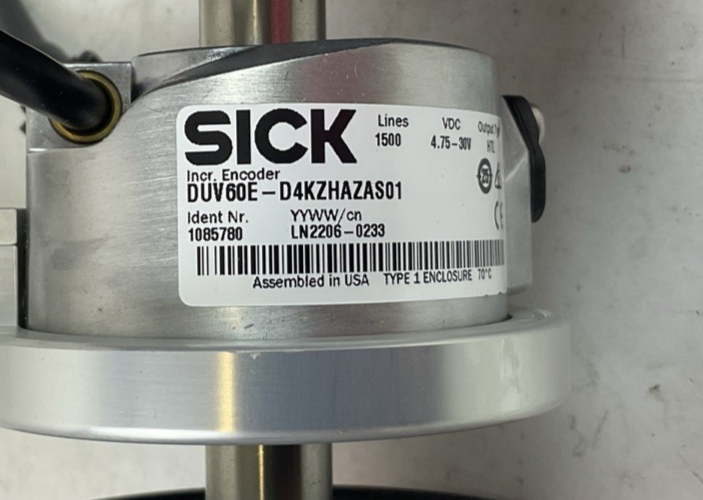 SICK
Lines VDC Output
1500 4.75-30V HTL
Incr. Encoder
DUV60E-D4KZHAZAS01
Ident Nr. YYWW/cn
1085780 LN2206-0233
Assembled in USA TYPE 1 ENCLOSURE 70°C